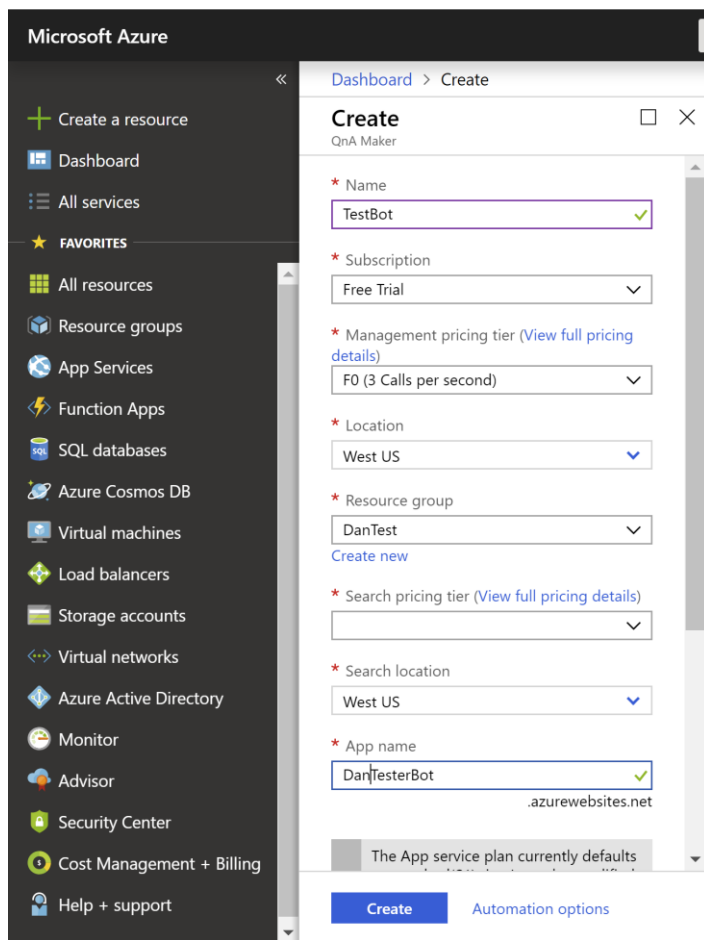 Microsoft Azure
«
Create a resource
Dashboard
All services
FAVORITES
All resources
Resource groups
App Services
Function Apps
SQL databases
Azure Cosmos DB
Virtual machines
Load balancers
Storage accounts
Virtual networks
Azure Active Directory
Monitor
Advisor
Security Center
Cost Management + Billing
Help + support
Dashboard > Create
Create
QnA Maker
* Name
TestBot
* Subscription
Free Trial
* Management pricing tier (View full pricing
details)
F0 (3 Calls per second)
* Location
West US
* Resource group
DanTest
Create new
* Search pricing tier (View full pricing details)
* Search location
West US
* App name
DanTesterBot
.azurewebsites.net
The App service plan currently defaults
Create
Automation options